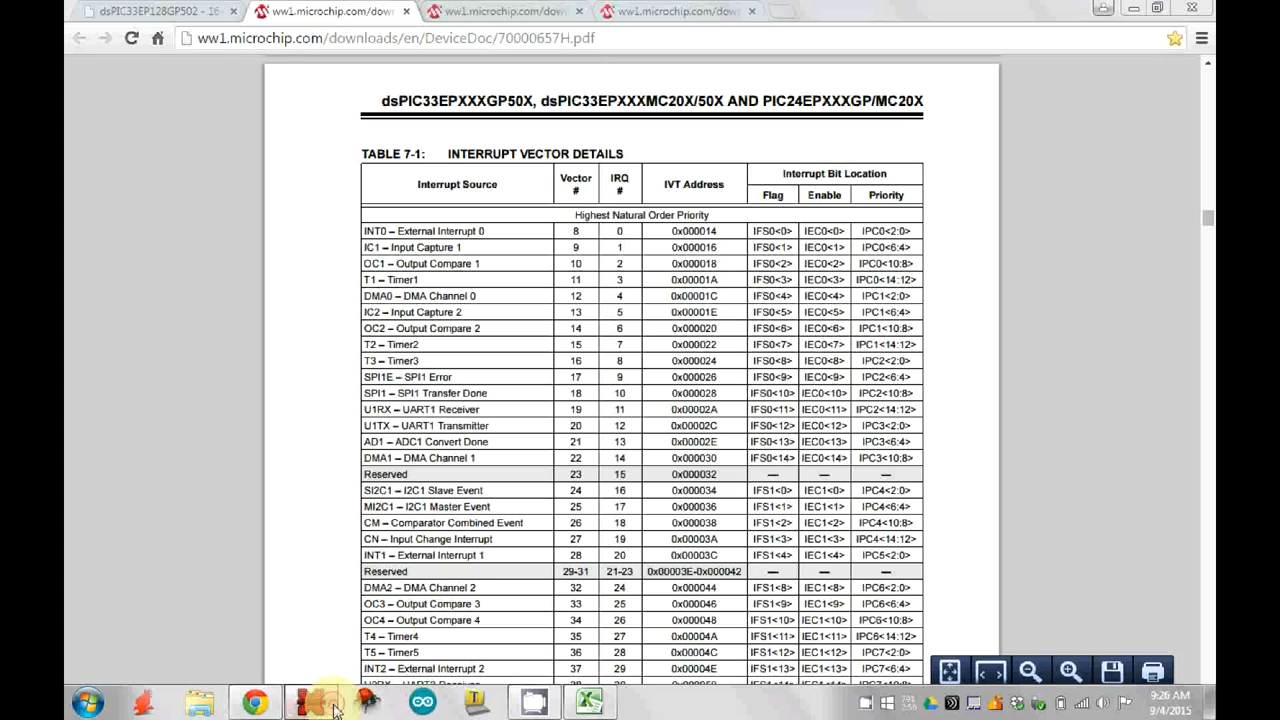 dsPIC33EP128GP502 - 16
ww1.microchip.com/down
ww1.microchip.com/dow
ww1.microchip.com/dow
ww1.microchip.com/downloads/en/DeviceDoc/70000657H.pdf
dsPIC33EPXXXGP50X, dsPIC33EPXXXMC20X/50X AND PIC24EPXXXGP/MC20X
TABLE 7-1: INTERRUPT VECTOR DETAILS
Interrupt Source Vector # IRQ # IVT Address Interrupt Bit Location
Flag Enable Priority
Highest Natural Order Priority
INT0 – External Interrupt 0 8 0 0x000014 IFS0<0> IEC0<0> IPC0<2:0>
IC1 – Input Capture 1 9 1 0x000016 IFS0<1> IEC0<1> IPC0<6:4>
OC1 – Output Compare 1 10 2 0x000018 IFS0<2> IEC0<2> IPC0<10:8>
T1 – Timer1 11 3 0x00001A IFS0<3> IEC0<3> IPC0<14:12>
DMA0 – DMA Channel 0 12 4 0x00001C IFS0<4> IEC0<4> IPC1<2:0>
IC2 – Input Capture 2 13 5 0x00001E IFS0<5> IEC0<5> IPC1<6:4>
OC2 – Output Compare 2 14 6 0x000020 IFS0<6> IEC0<6> IPC1<10:8>
T2 – Timer2 15 7 0x000022 IFS0<7> IEC0<7> IPC1<14:12>
T3 – Timer3 16 8 0x000024 IFS0<8> IEC0<8> IPC2<2:0>
SPI1E – SPI1 Error 17 9 0x000026 IFS0<9> IEC0<9> IPC2<6:4>
SPI1 – SPI1 Transfer Done 18 10 0x000028 IFS0<10> IEC0<10> IPC2<10:8>
U1RX – UART1 Receiver 19 11 0x00002A IFS0<11> IEC0<11> IPC2<14:12>
U1TX – UART1 Transmitter 20 12 0x00002C IFS0<12> IEC0<12> IPC3<2:0>
AD1 – ADC1 Convert Done 21 13 0x00002E IFS0<13> IEC0<13> IPC3<6:4>
DMA1 – DMA Channel 1 22 14 0x000030 IFS0<14> IEC0<14> IPC3<10:8>
Reserved 23 15 0x000032 — — —
SI2C1 – I2C1 Slave Event 24 16 0x000034 IFS1<0> IEC1<0> IPC4<2:0>
MI2C1 – I2C1 Master Event 25 17 0x000036 IFS1<1> IEC1<1> IPC4<6:4>
CM – Comparator Combined Event 26 18 0x000038 IFS1<2> IEC1<2> IPC4<10:8>
CN – Input Change Interrupt 27 19 0x00003A IFS1<3> IEC1<3> IPC4<14:12>
INT1 – External Interrupt 1 28 20 0x00003C IFS1<4> IEC1<4> IPC5<2:0>
Reserved 29-31 21-23 0x00003E-0x000042 — — —
DMA2 – DMA Channel 2 32 24 0x000044 IFS1<8> IEC1<8> IPC6<2:0>
OC3 – Output Compare 3 33 25 0x000046 IFS1<9> IEC1<9> IPC6<6:4>
OC4 – Output Compare 4 34 26 0x000048 IFS1<10> IEC1<10> IPC6<10:8>
T4 – Timer4 35 27 0x00004A IFS1<11> IEC1<11> IPC6<14:12>
T5 – Timer5 36 28 0x00004C IFS1<12> IEC1<12> IPC7<2:0>
INT2 – External Interrupt 2 37 29 0x00004E IFS1<13> IEC1<13> IPC7<6:4>
9:26 AM
9/4/2015